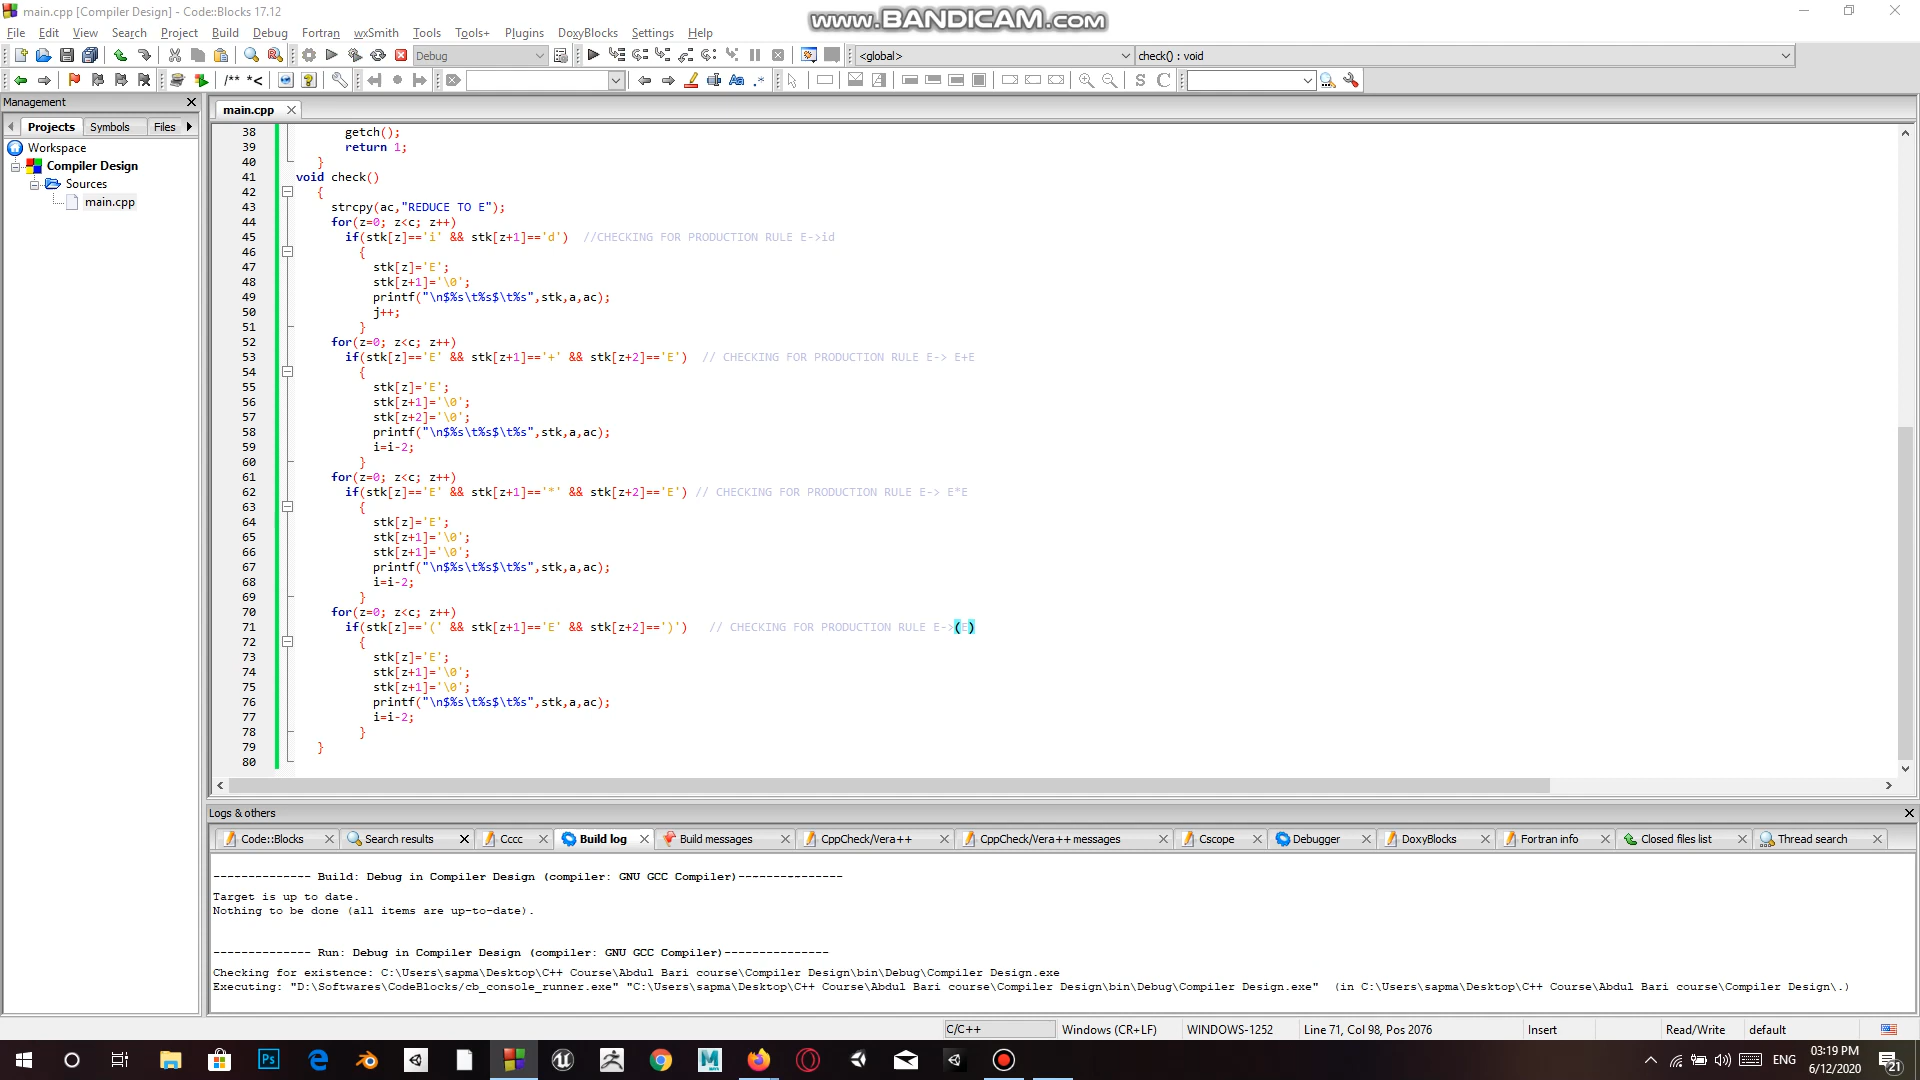 main.cpp [Compiler Design] - Code::Blocks 17.12
www.BANDICAM.com
File Edit View Search Project Build Debug Fortran wxSmith Tools Tools+ Plugins DoxyBlocks Settings Help
Debug <global> check() : void
/** *<
Aa .* S C
Management
main.cpp
Projects Symbols Files
Workspace
Compiler Design
Sources
main.cpp
38 getch();
39 return 1;
40 }
41 void check()
42 {
43 strcpy(ac,"REDUCE TO E");
44 for(z=0; z<c; z++)
45 if(stk[z]=='i' && stk[z+1]=='d') //CHECKING FOR PRODUCTION RULE E->id
46 {
47 stk[z]='E';
48 stk[z+1]='\0';
49 printf("\n$%s\t%s$\t%s",stk,a,ac);
50 j++;
51 }
52 for(z=0; z<c; z++)
53 if(stk[z]=='E' && stk[z+1]=='+' && stk[z+2]=='E') // CHECKING FOR PRODUCTION RULE E-> E+E
54 {
55 stk[z]='E';
56 stk[z+1]='\0';
57 stk[z+2]='\0';
58 printf("\n$%s\t%s$\t%s",stk,a,ac);
59 i=i-2;
60 }
61 for(z=0; z<c; z++)
62 if(stk[z]=='E' && stk[z+1]=='*' && stk[z+2]=='E') // CHECKING FOR PRODUCTION RULE E-> E*E
63 {
64 stk[z]='E';
65 stk[z+1]='\0';
66 stk[z+1]='\0';
67 printf("\n$%s\t%s$\t%s",stk,a,ac);
68 i=i-2;
69 }
70 for(z=0; z<c; z++)
71 if(stk[z]=='(' && stk[z+1]=='E' && stk[z+2]==')') // CHECKING FOR PRODUCTION RULE E->(E)
72 {
73 stk[z]='E';
74 stk[z+1]='\0';
75 stk[z+1]='\0';
76 printf("\n$%s\t%s$\t%s",stk,a,ac);
77 i=i-2;
78 }
79 }
80
Logs & others
Code::Blocks Search results Cccc Build log Build messages CppCheck/Vera++ CppCheck/Vera++ messages Cscope Debugger DoxyBlocks Fortran info Closed files list Thread search
-------------- Build: Debug in Compiler Design (compiler: GNU GCC Compiler)---------------
Target is up to date.
Nothing to be done (all items are up-to-date).
-------------- Run: Debug in Compiler Design (compiler: GNU GCC Compiler)---------------
Checking for existence: C:\Users\sapma\Desktop\C++ Course\Abdul Bari course\Compiler Design\bin\Debug\Compiler Design.exe
Executing: "D:\Softwares\CodeBlocks/cb_console_runner.exe" "C:\Users\sapma\Desktop\C++ Course\Abdul Bari course\Compiler Design\bin\Debug\Compiler Design.exe" (in C:\Users\sapma\Desktop\C++ Course\Abdul Bari course\Compiler Design\.)
C/C++ Windows (CR+LF) WINDOWS-1252 Line 71, Col 98, Pos 2076 Insert Read/Write default
Ps ENG 03:19 PM
6/12/2020 21